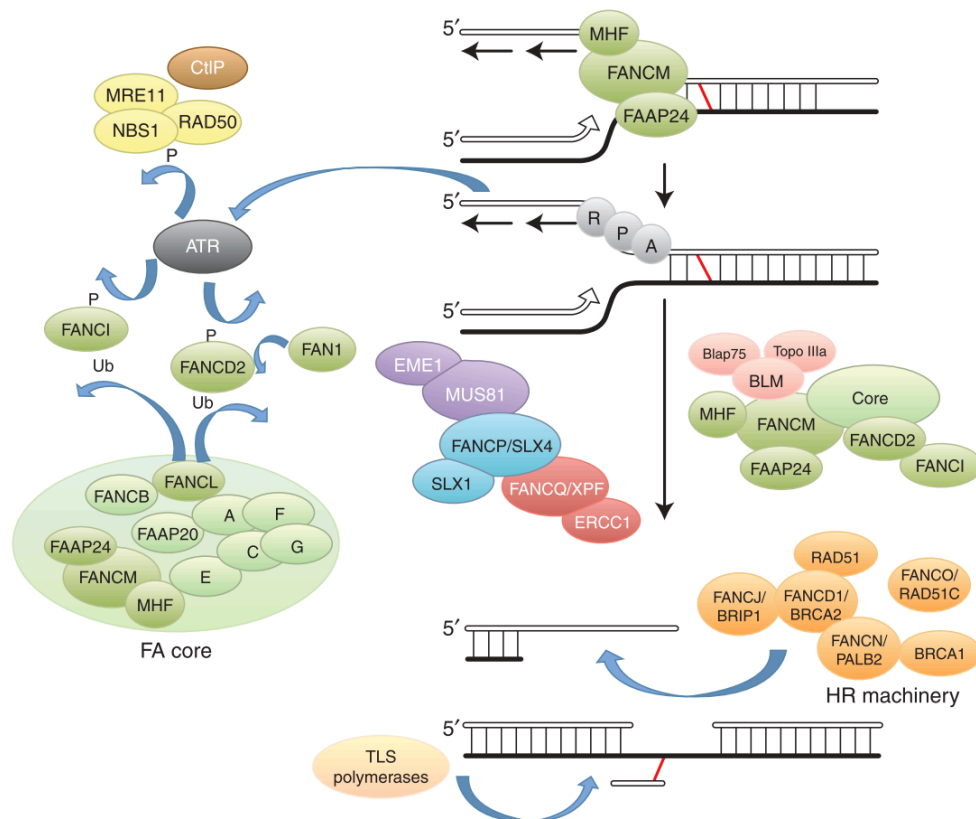 5′
MHF
FANCM
FAAP24
CtIP
MRE11
RAD50
NBS1
P
5′
5′
R
P
A
ATR
5′
P
FANCI
P
FANCD2
FAN1
Ub
Ub
EME1
MUS81
FANCP/SLX4
SLX1
FANCQ/XPF
ERCC1
Blap75
Topo IIIa
BLM
Core
MHF
FANCM
FANCD2
FAAP24
FANCI
FANCL
FANCB
A
F
FAAP20
FAAP24
C
G
FANCM
E
MHF
FA core
RAD51
FANCO/
RAD51C
FANCJ/
BRIP1
FANCD1/
BRCA2
FANCN/
PALB2
BRCA1
HR machinery
5′
5′
TLS
polymerases